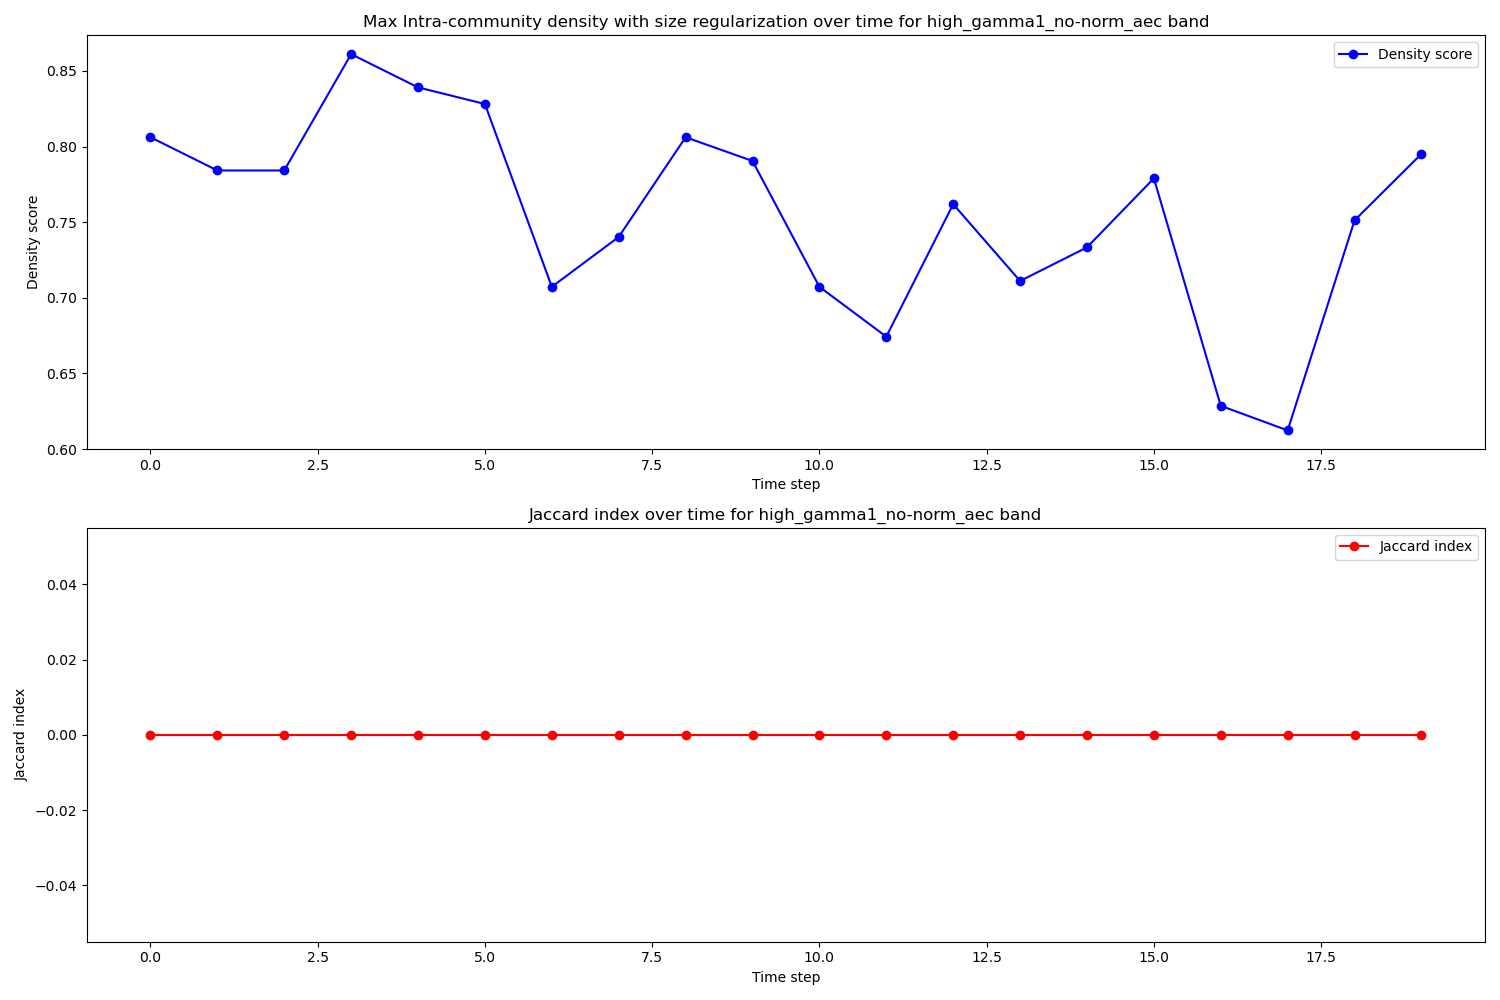 Max Intra-community density with size regularization over time for high_gamma1_no-norm_aec band
Density score
0.85
0.80
0.75
0.70
0.65
0.60
Density score
0.0 2.5 5.0 7.5 10.0 12.5 15.0 17.5
Time step
Jaccard index over time for high_gamma1_no-norm_aec band
Jaccard index
0.04
0.02
0.00
−0.02
−0.04
Jaccard index
0.0 2.5 5.0 7.5 10.0 12.5 15.0 17.5
Time step